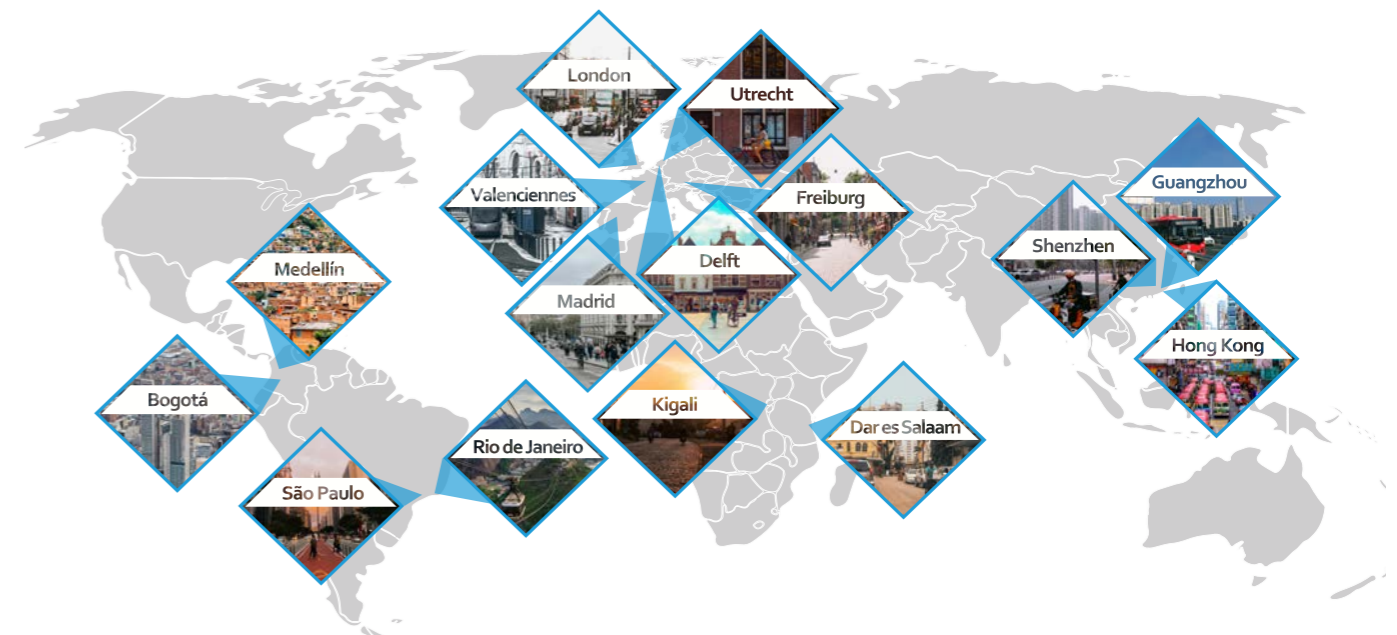 London
Utrecht
Valenciennes
Freiburg
Guangzhou
Shenzhen
Medellín
Delft
Madrid
Hong Kong
Bogotá
Kigali
Dar es Salaam
Rio de Janeiro
São Paulo